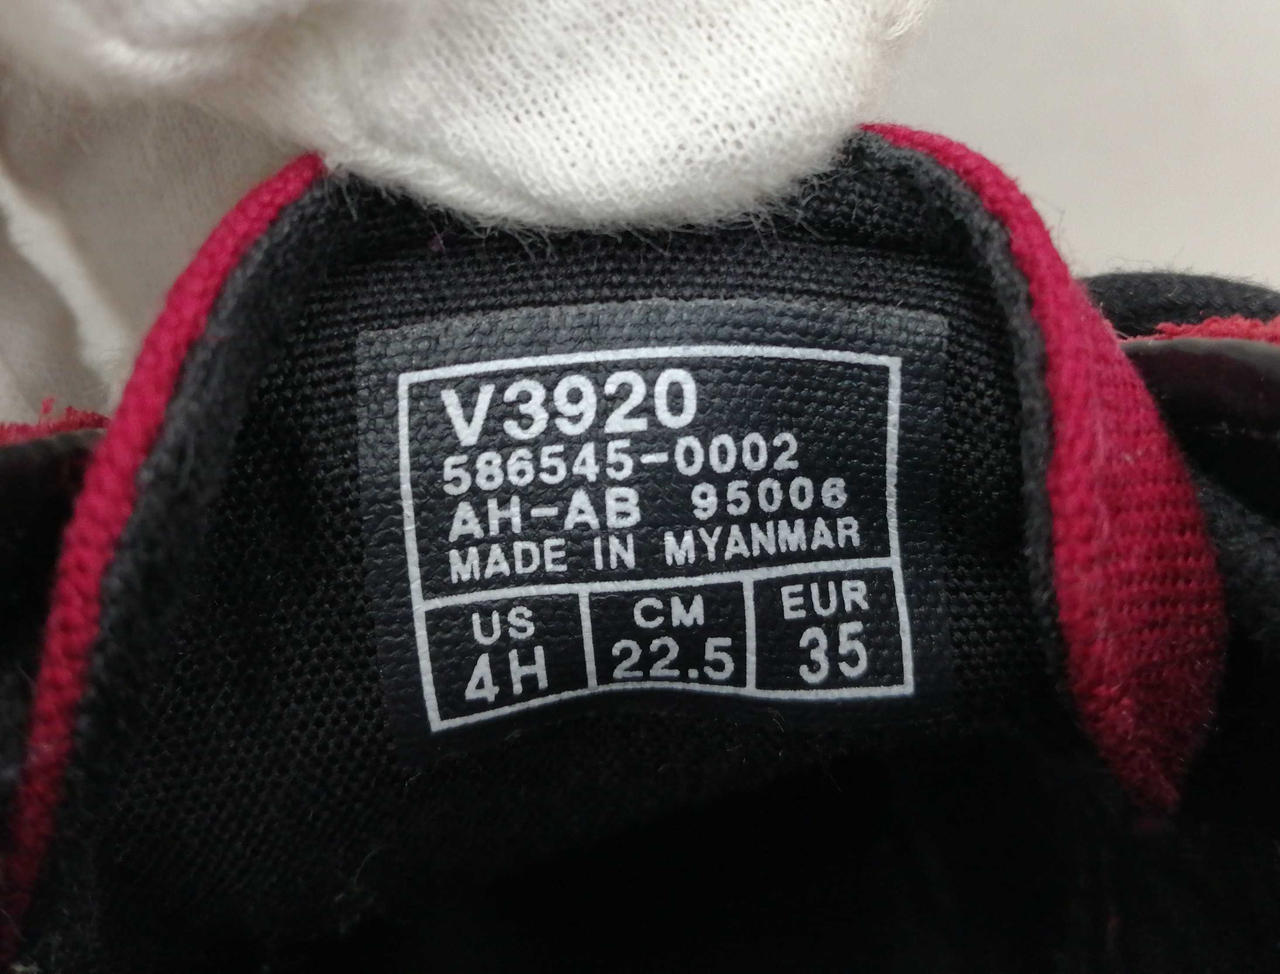 V3920
586545-0002
AH-AB 95006
MADE IN MYANMAR
US CM EUR
4H 22.5 35